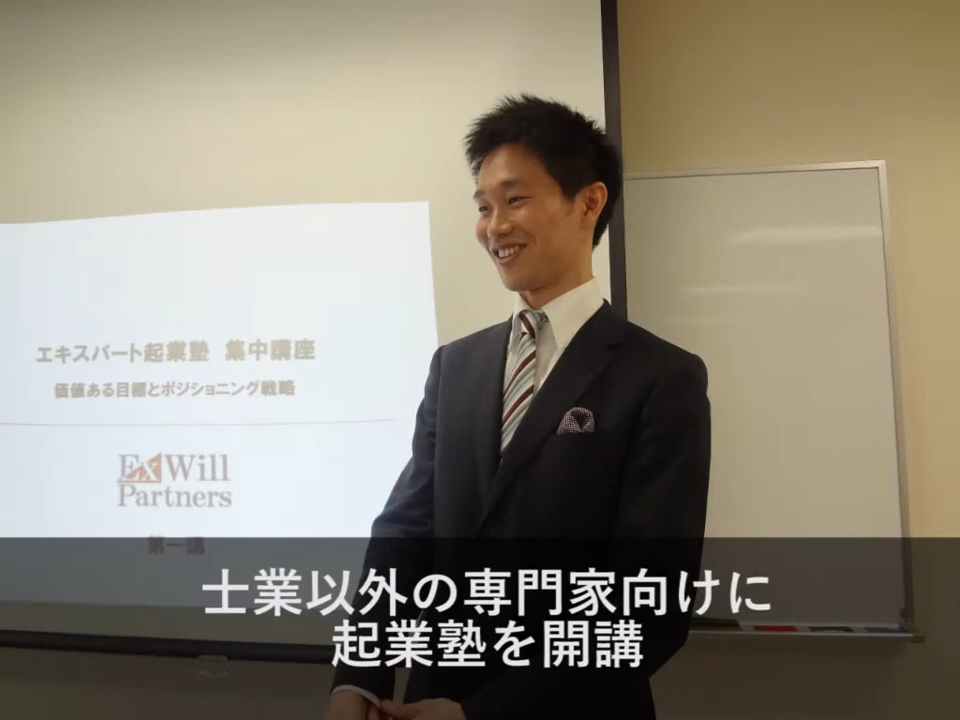 エキスパート起業塾 集中講座
価値ある目標とポジショニング戦略
ExWill
Partners
第一講
士業以外の専門家向けに
起業塾を開講